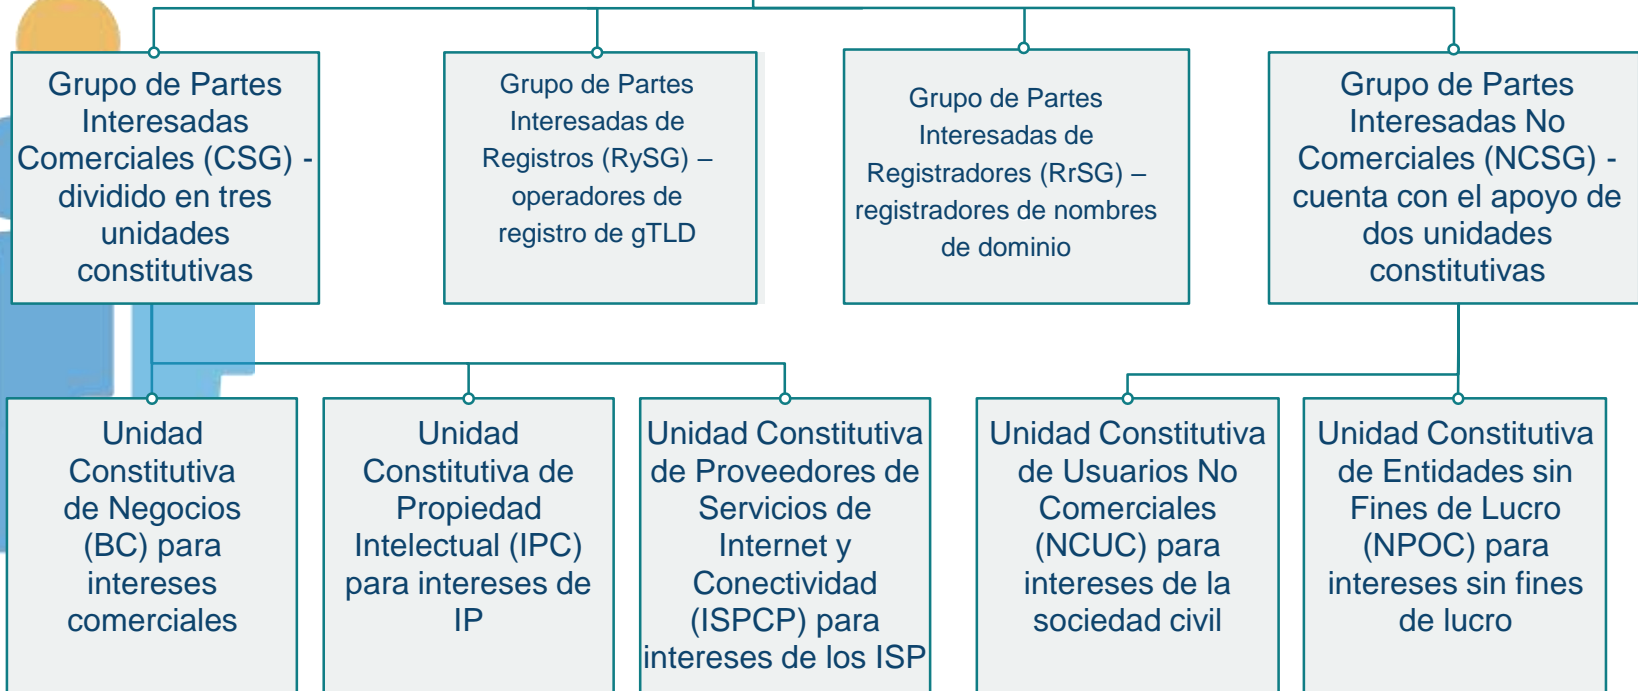 Grupo de Partes
Interesadas
Comerciales (CSG) -
dividido en tres
unidades
constitutivas
Grupo de Partes
Interesadas de
Registros (RySG) –
operadores de
registro de gTLD
Grupo de Partes
Interesadas de
Registradores (RrSG) –
registradores de nombres
de dominio
Grupo de Partes
Interesadas No
Comerciales (NCSG) -
cuenta con el apoyo de
dos unidades
constitutivas
Unidad
Constitutiva
de Negocios
(BC) para
intereses
comerciales
Unidad
Constitutiva de
Propiedad
Intelectual (IPC)
para intereses de
IP
Unidad Constitutiva
de Proveedores de
Servicios de
Internet y
Conectividad
(ISPCP) para
intereses de los ISP
Unidad Constitutiva
de Usuarios No
Comerciales
(NCUC) para
intereses de la
sociedad civil
Unidad Constitutiva
de Entidades sin
Fines de Lucro
(NPOC) para
intereses sin fines
de lucro